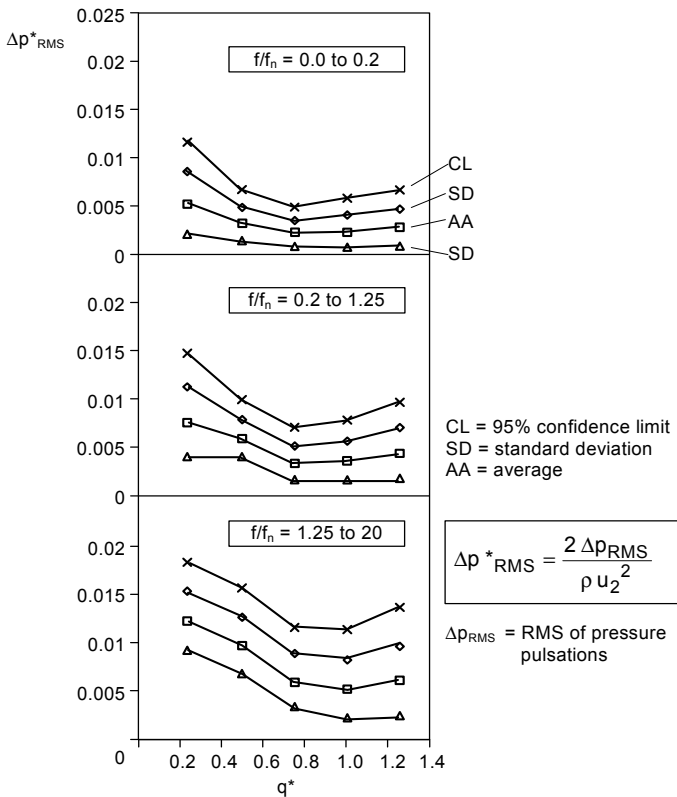 Δp*RMS
0.025
f/fn = 0.0 to 0.2
0.02
0.015
0.01
CL
SD
0.005
AA
SD
0
f/fn = 0.2 to 1.25
0.02
0.015
0.01
0.005
0
CL = 95% confidence limit
SD = standard deviation
AA = average
f/fn = 1.25 to 20
0.02
0.015
0.01
0.005
0
0.2 0.4 0.6 0.8 1.0 1.2 1.4
q*
Δp *RMS = 2 ΔpRMS / ρ u2²
ΔpRMS = RMS of pressure
pulsations